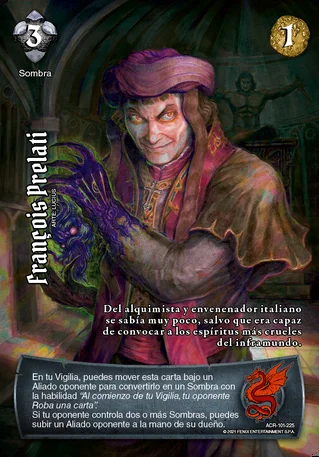 3
1
Sombra
François Prelati
ARTE: LUCIUS
Del alquimista y envenenador italiano
se sabía muy poco, salvo que era capaz
de convocar a los espíritus más crueles
del inframundo.
En tu Vigilia, puedes mover esta carta bajo un
Aliado oponente para convertirlo en un Sombra con
la habilidad "Al comienzo de tu Vigilia, tu oponente
Roba una carta".
Si tu oponente controla dos o más Sombras, puedes
subir un Aliado oponente a la mano de su dueño.
ACR-101-225
© 2021 FENIX ENTERTAINMENT S.P.A.